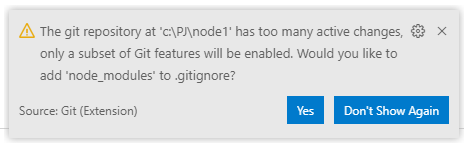 The git repository at 'c:\PJ\node1' has too many active changes,
only a subset of Git features will be enabled. Would you like to
add 'node_modules' to .gitignore?
Source: Git (Extension)
Yes
Don't Show Again